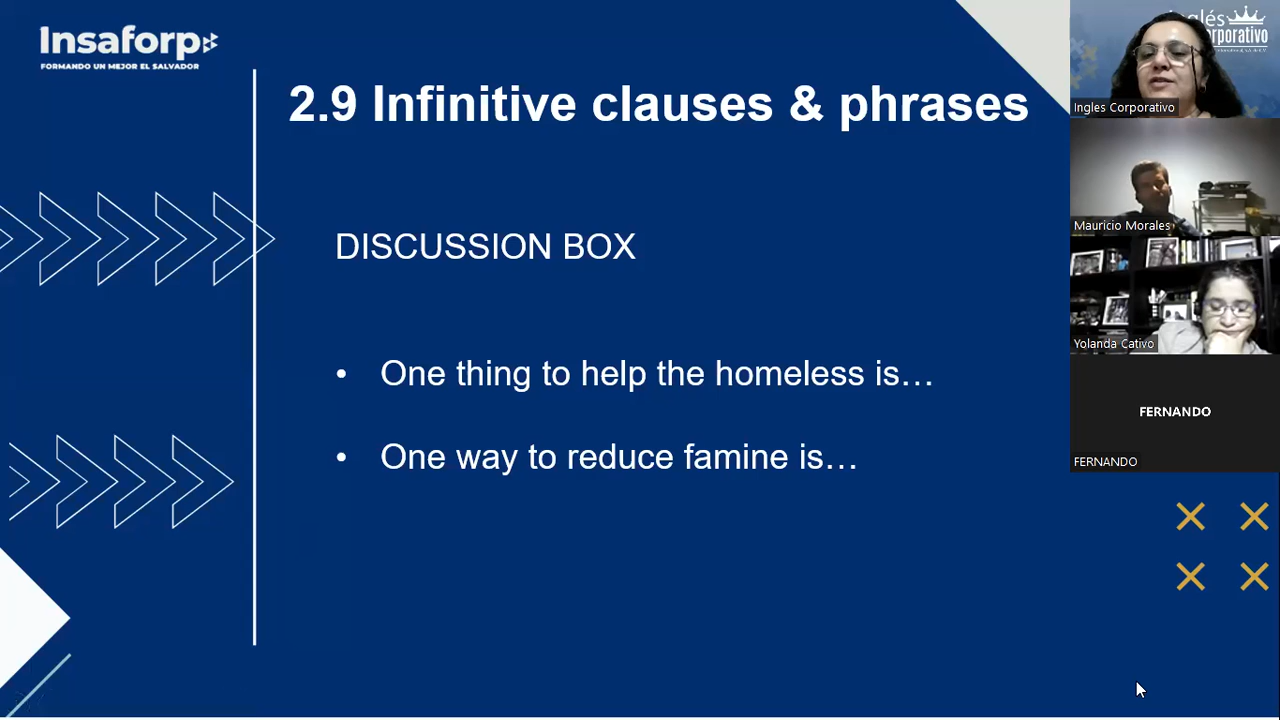 Insaforp
FORMANDO UN MEJOR EL SALVADOR
2.9 Infinitive clauses & phrases
DISCUSSION BOX
• One thing to help the homeless is…
• One way to reduce famine is…
Inglés
Corporativo
Ingles Corporativo
Mauricio Morales
Yolanda Cativo
FERNANDO
FERNANDO